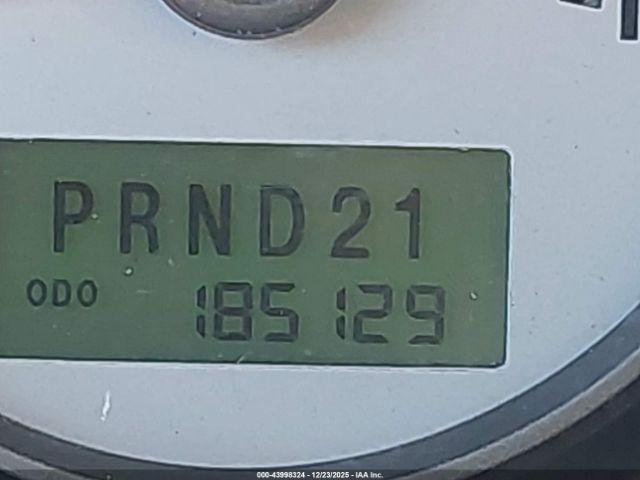 PRND21
ODO 185129
000-43998324 - 12/23/2025 - IAA Inc.